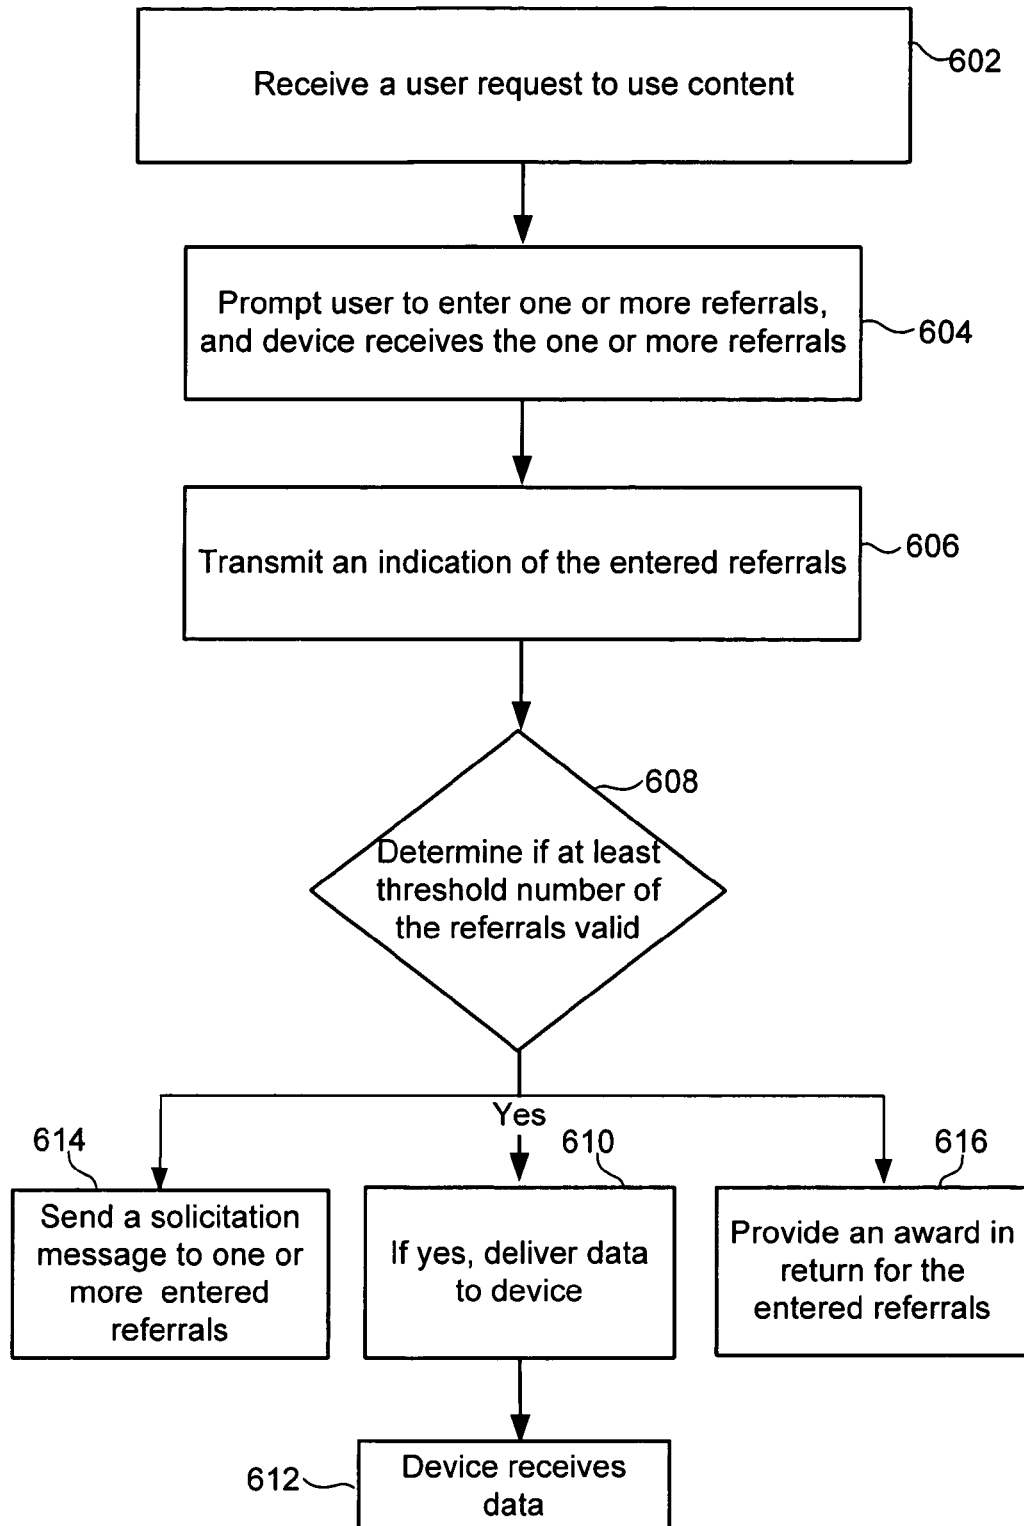 Receive a user request to use content
602
Prompt user to enter one or more referrals,
and device receives the one or more referrals
604
Transmit an indication of the entered referrals
606
608
Determine if at least
threshold number of
the referrals valid
Yes
614
610
616
Send a solicitation
message to one or
more entered
referrals
If yes, deliver data
to device
Provide an award in
return for the
entered referrals
612
Device receives
data